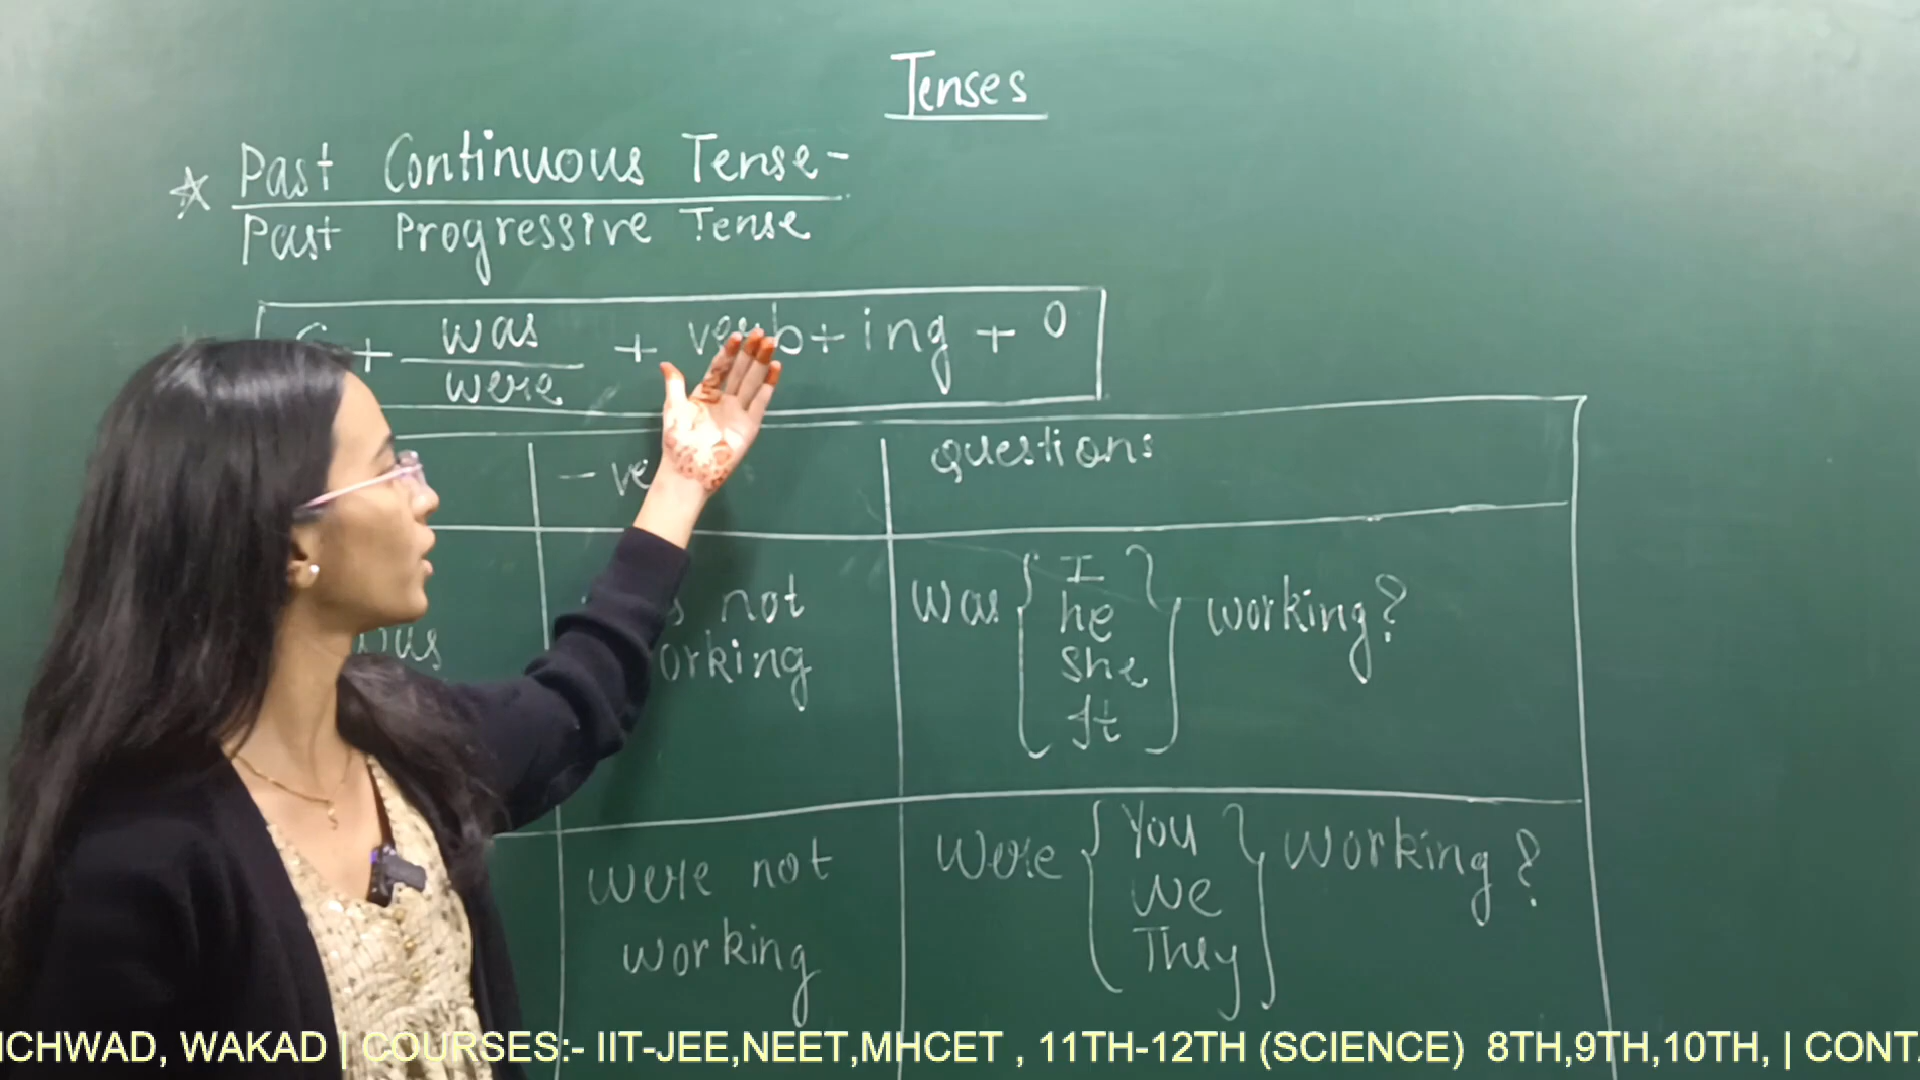 Tenses
☆ Past Continuous Tense-
Past Progressive Tense
+ was / were + verb + ing + O
-ve
questions
not
working
was { I he she It } working?
were not
working
were { You We They } working?
ICHWAD, WAKAD | COURSES:- IIT-JEE,NEET,MHCET , 11TH-12TH (SCIENCE) 8TH,9TH,10TH, | CONT